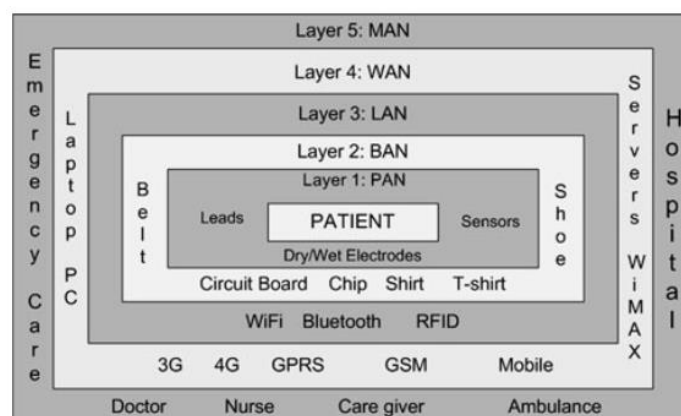 Layer 5: MAN
Layer 4: WAN
Layer 3: LAN
Layer 2: BAN
Layer 1: PAN
Emergency Care
Laptop PC
Belt
Leads
PATIENT
Sensors
Shoe
Servers WiMAX
Hospital
Dry/Wet Electrodes
Circuit Board Chip Shirt T-shirt
WiFi Bluetooth RFID
3G 4G GPRS GSM Mobile
Doctor Nurse Care giver Ambulance